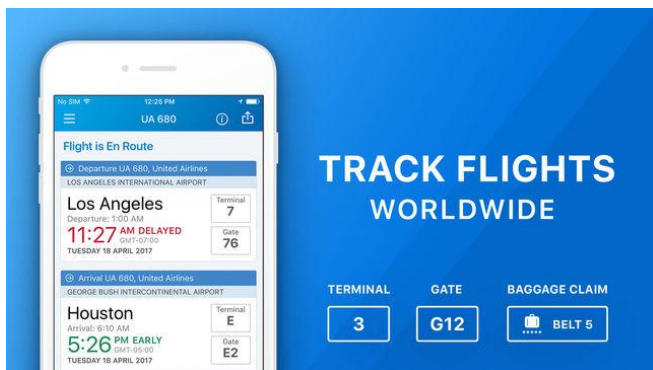 No SIM 12:26 PM
UA 680
Flight is En Route
Departure UA 680, United Airlines
LOS ANGELES INTERNATIONAL AIRPORT
Los Angeles
Departure: 1:00 AM
11:27 AM DELAYED
GMT-07:00
TUESDAY 18 APRIL 2017
Terminal
7
Gate
76
Arrival UA 680, United Airlines
GEORGE BUSH INTERCONTINENTAL AIRPORT
Houston
Arrival: 6:10 AM
5:26 PM EARLY
GMT-05:00
TUESDAY 18 APRIL 2017
Terminal
E
Gate
E2
TRACK FLIGHTS
WORLDWIDE
TERMINAL
3
GATE
G12
BAGGAGE CLAIM
BELT 5